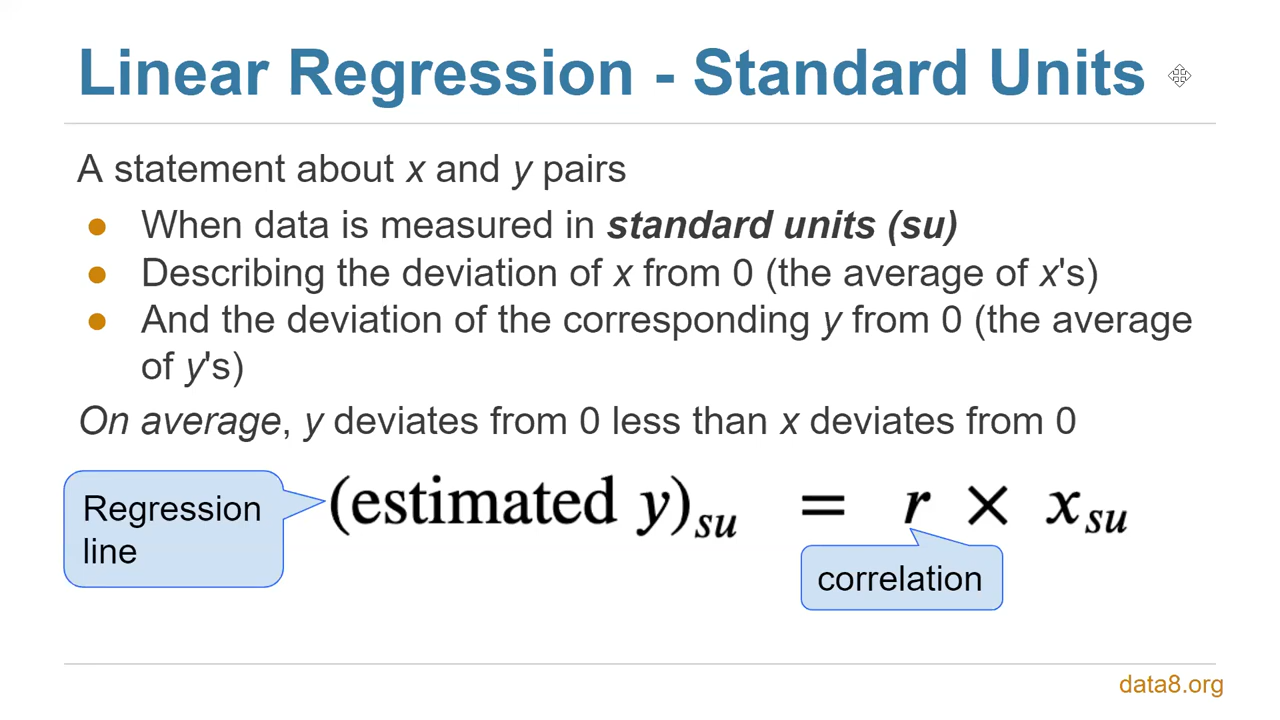 Linear Regression - Standard Units
A statement about x and y pairs
● When data is measured in standard units (su)
● Describing the deviation of x from 0 (the average of x's)
● And the deviation of the corresponding y from 0 (the average
of y's)
On average, y deviates from 0 less than x deviates from 0
Regression
line
(estimated y)su = r × xsu
correlation
data8.org